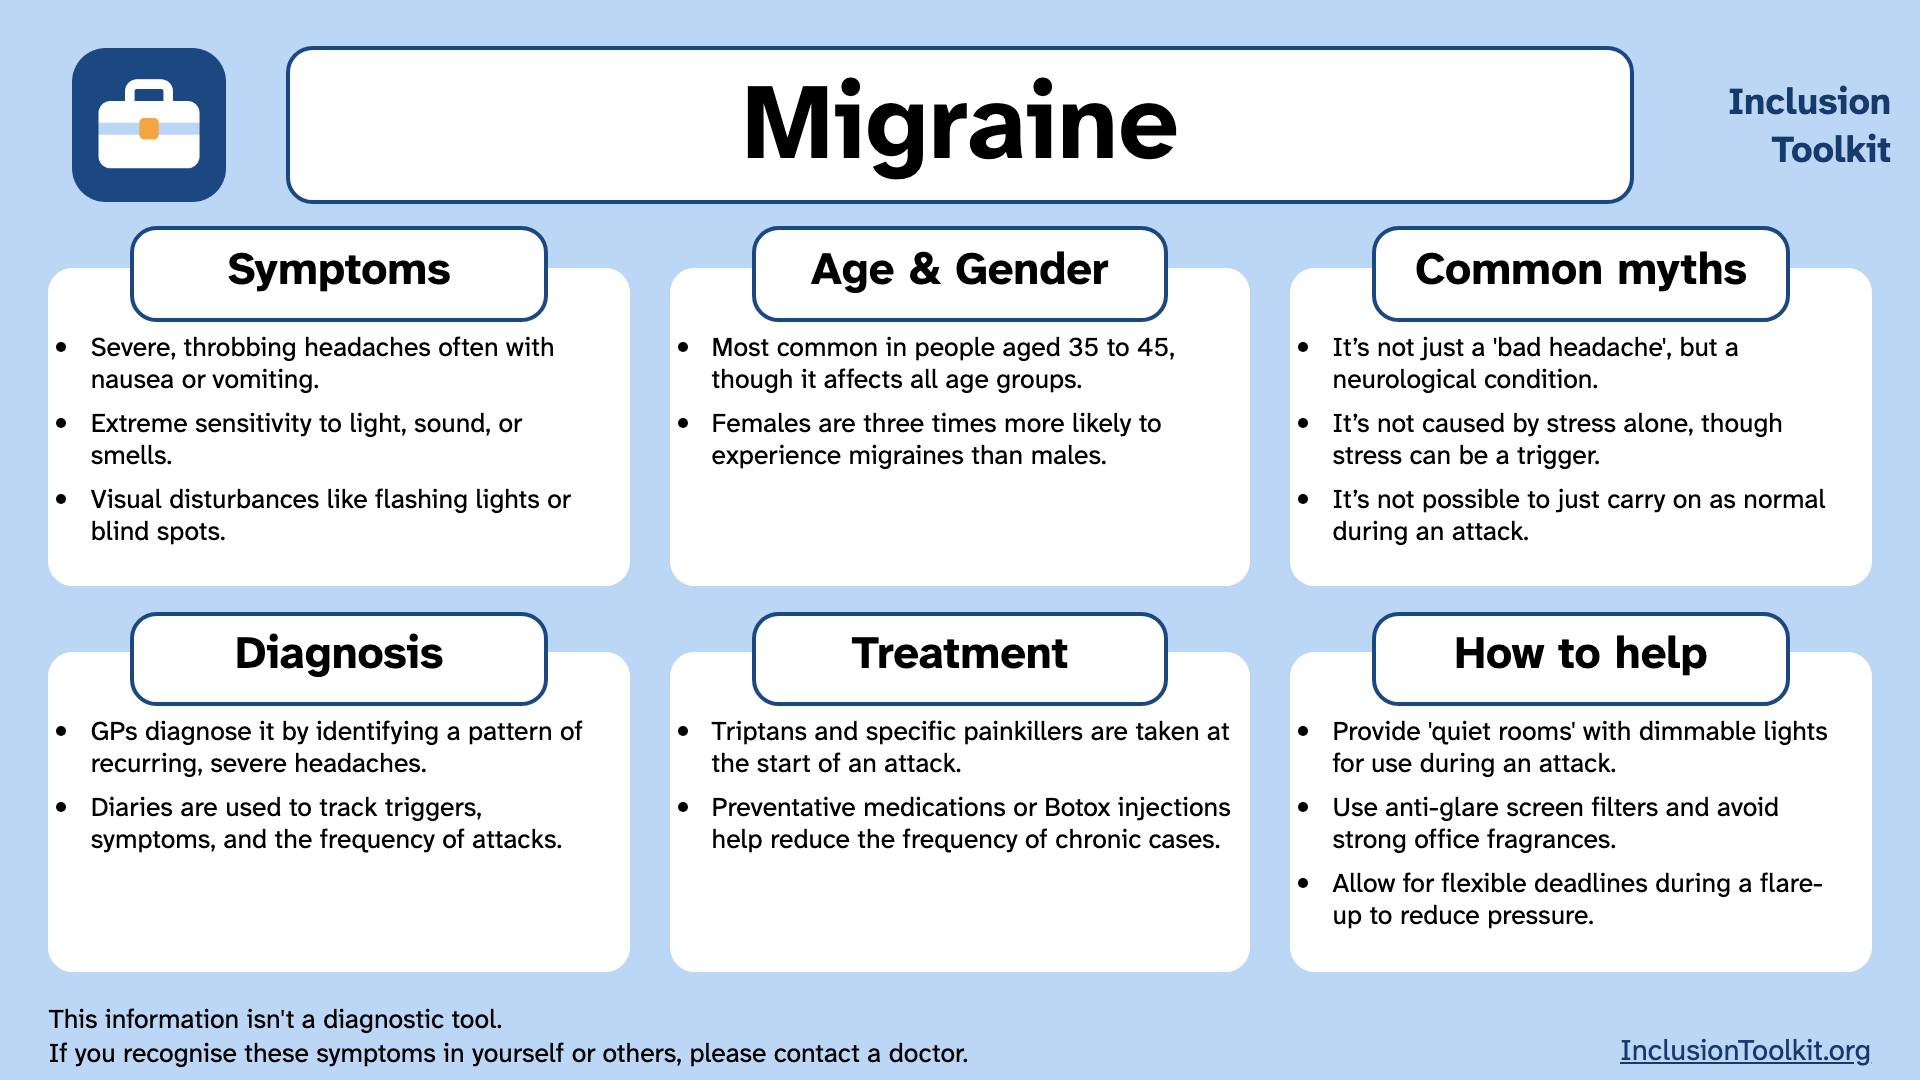 Migraine
Inclusion
Toolkit
Symptoms
• Severe, throbbing headaches often with
nausea or vomiting.
• Extreme sensitivity to light, sound, or
smells.
• Visual disturbances like flashing lights or
blind spots.
Age & Gender
• Most common in people aged 35 to 45,
though it affects all age groups.
• Females are three times more likely to
experience migraines than males.
Common myths
• It’s not just a 'bad headache', but a
neurological condition.
• It’s not caused by stress alone, though
stress can be a trigger.
• It’s not possible to just carry on as normal
during an attack.
Diagnosis
• GPs diagnose it by identifying a pattern of
recurring, severe headaches.
• Diaries are used to track triggers,
symptoms, and the frequency of attacks.
Treatment
• Triptans and specific painkillers are taken at
the start of an attack.
• Preventative medications or Botox injections
help reduce the frequency of chronic cases.
How to help
• Provide 'quiet rooms' with dimmable lights
for use during an attack.
• Use anti-glare screen filters and avoid
strong office fragrances.
• Allow for flexible deadlines during a flare-
up to reduce pressure.
This information isn't a diagnostic tool.
If you recognise these symptoms in yourself or others, please contact a doctor.
InclusionToolkit.org